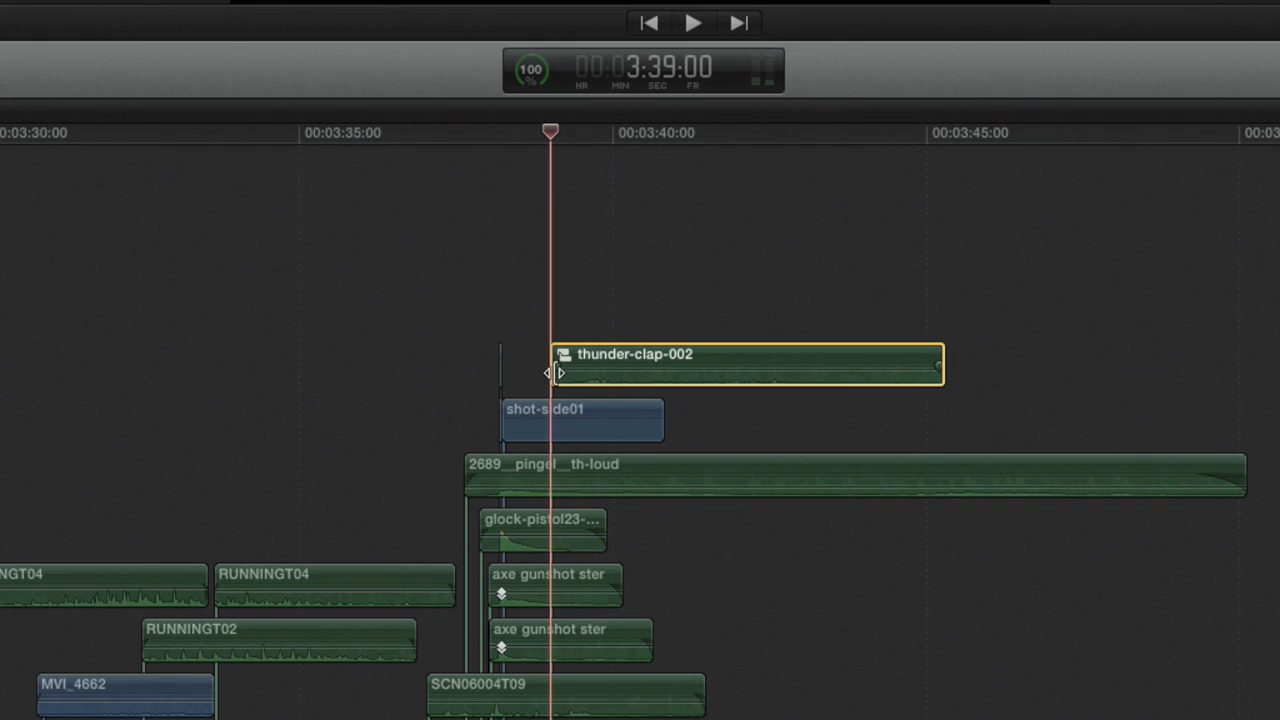 100
%
00:03:39:00
HR MIN SEC FR
0:03:30:00
00:03:35:00
00:03:40:00
00:03:45:00
00:03
thunder-clap-002
shot-side01
2689__pingel__th-loud
glock-pistol23-...
NGT04
RUNNINGT04
axe gunshot ster
RUNNINGT02
axe gunshot ster
MVI_4662
SCN06004T09